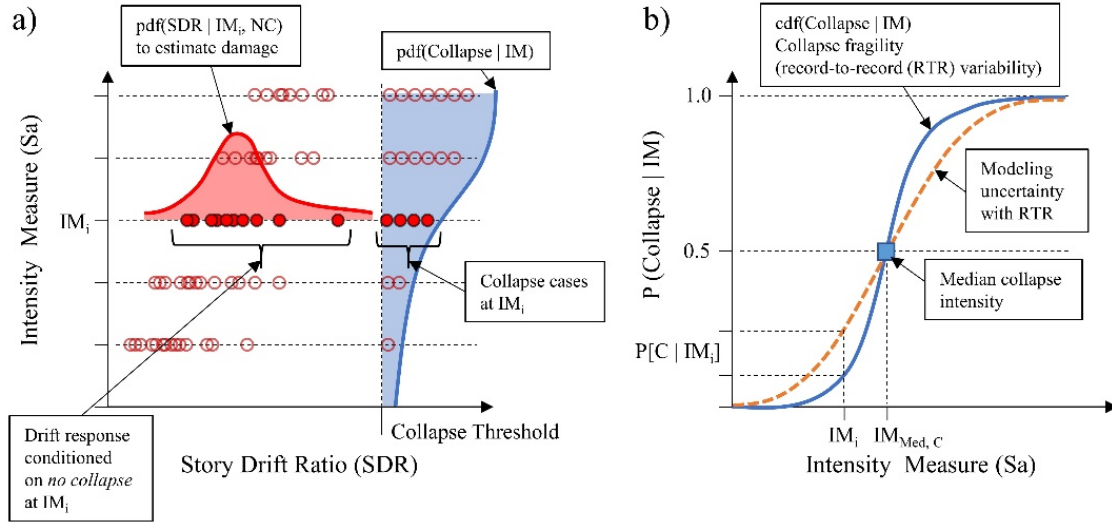 a)
pdf(SDR | IMi, NC)
to estimate damage
pdf(Collapse | IM)
Intensity Measure (Sa)
IMi
Collapse cases
at IMi
Drift response
conditioned
on no collapse
at IMi
Collapse Threshold
Story Drift Ratio (SDR)
b)
cdf(Collapse | IM)
Collapse fragility
(record-to-record (RTR) variability)
P (Collapse | IM)
1.0
0.5
P[C | IMi]
Modeling
uncertainty
with RTR
Median collapse
intensity
IMi
IMMed, C
Intensity Measure (Sa)